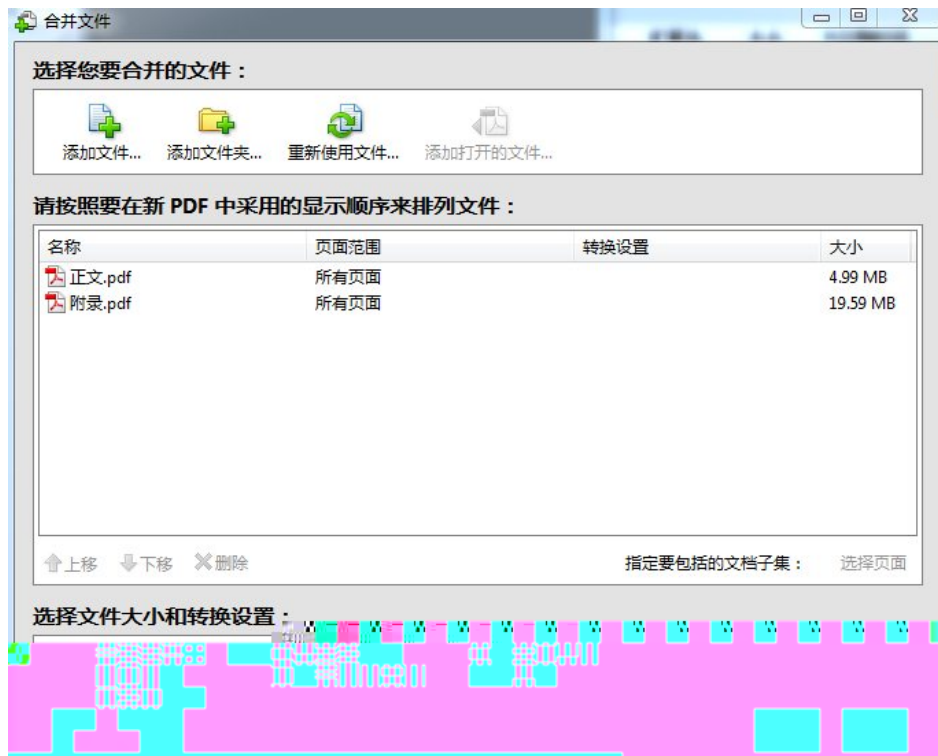 合并文件
选择您要合并的文件：
添加文件... 添加文件夹... 重新使用文件... 添加打开的文件...
请按照要在新 PDF 中采用的显示顺序来排列文件：
名称 页面范围 转换设置 大小
正文.pdf 所有页面 4.99 MB
附录.pdf 所有页面 19.59 MB
上移 下移 删除 指定要包括的文档子集： 选择页面
选择文件大小和转换设置：